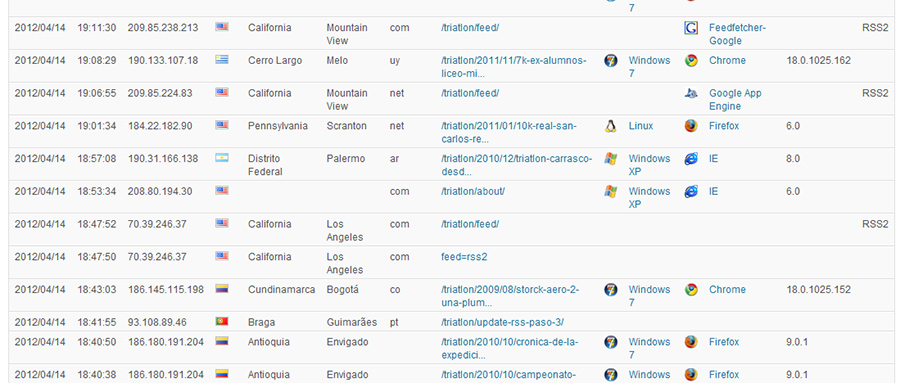 7
2012/04/14 19:11:30 209.85.238.213 California Mountain View com /triatlon/feed/ Feedfetcher-Google RSS2
2012/04/14 19:08:29 190.133.107.18 Cerro Largo Melo uy /triatlon/2011/11/7k-ex-alumnos-liceo-mi... Windows 7 Chrome 18.0.1025.162
2012/04/14 19:06:55 209.85.224.83 California Mountain View net /triatlon/feed/ Google App Engine RSS2
2012/04/14 19:01:34 184.22.182.90 Pennsylvania Scranton net /triatlon/2011/01/10k-real-san-carlos-re... Linux Firefox 6.0
2012/04/14 18:57:08 190.31.166.138 Distrito Federal Palermo ar /triatlon/2010/12/triatlon-carrasco-desd... Windows XP IE 8.0
2012/04/14 18:53:34 208.80.194.30 com /triatlon/about/ Windows XP IE 6.0
2012/04/14 18:47:52 70.39.246.37 California Los Angeles com /triatlon/feed/ RSS2
2012/04/14 18:47:50 70.39.246.37 California Los Angeles com feed=rss2
2012/04/14 18:43:03 186.145.115.198 Cundinamarca Bogotá co /triatlon/2009/08/storck-aero-2-una-plum... Windows 7 Chrome 18.0.1025.152
2012/04/14 18:41:55 93.108.89.46 Braga Guimarães pt /triatlon/update-rss-paso-3/
2012/04/14 18:40:50 186.180.191.204 Antioquia Envigado /triatlon/2010/10/cronica-de-la-expedici... Windows 7 Firefox 9.0.1
2012/04/14 18:40:38 186.180.191.204 Antioquia Envigado /triatlon/2010/10/campeonato- Windows Firefox 9.0.1